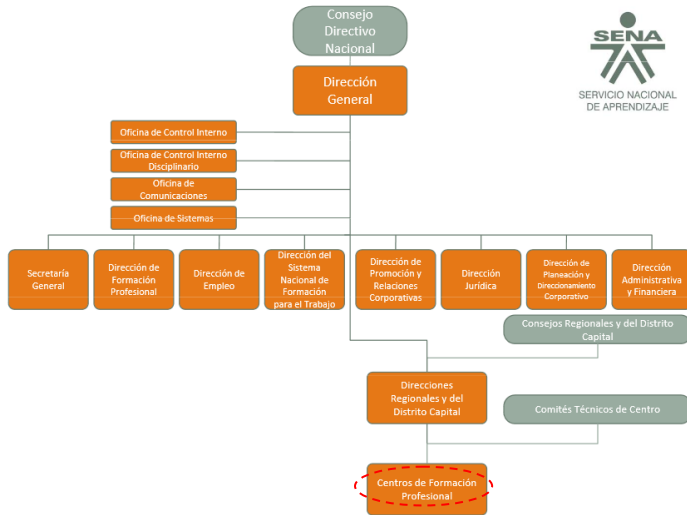 Consejo
Directivo
Nacional
SENA
SERVICIO NACIONAL
DE APRENDIZAJE
Dirección
General
Oficina de Control Interno
Oficina de Control Interno
Disciplinario
Oficina de
Comunicaciones
Oficina de Sistemas
Secretaría
General
Dirección de
Formación
Profesional
Dirección de
Empleo
Dirección del
Sistema
Nacional de
Formación
para el Trabajo
Dirección de
Promoción y
Relaciones
Corporativas
Dirección
Jurídica
Dirección de
Planeación y
Direccionamiento
Corporativo
Dirección
Administrativa
y Financiera
Consejos Regionales y del Distrito
Capital
Direcciones
Regionales y del
Distrito Capital
Comités Técnicos de Centro
Centros de Formación
Profesional